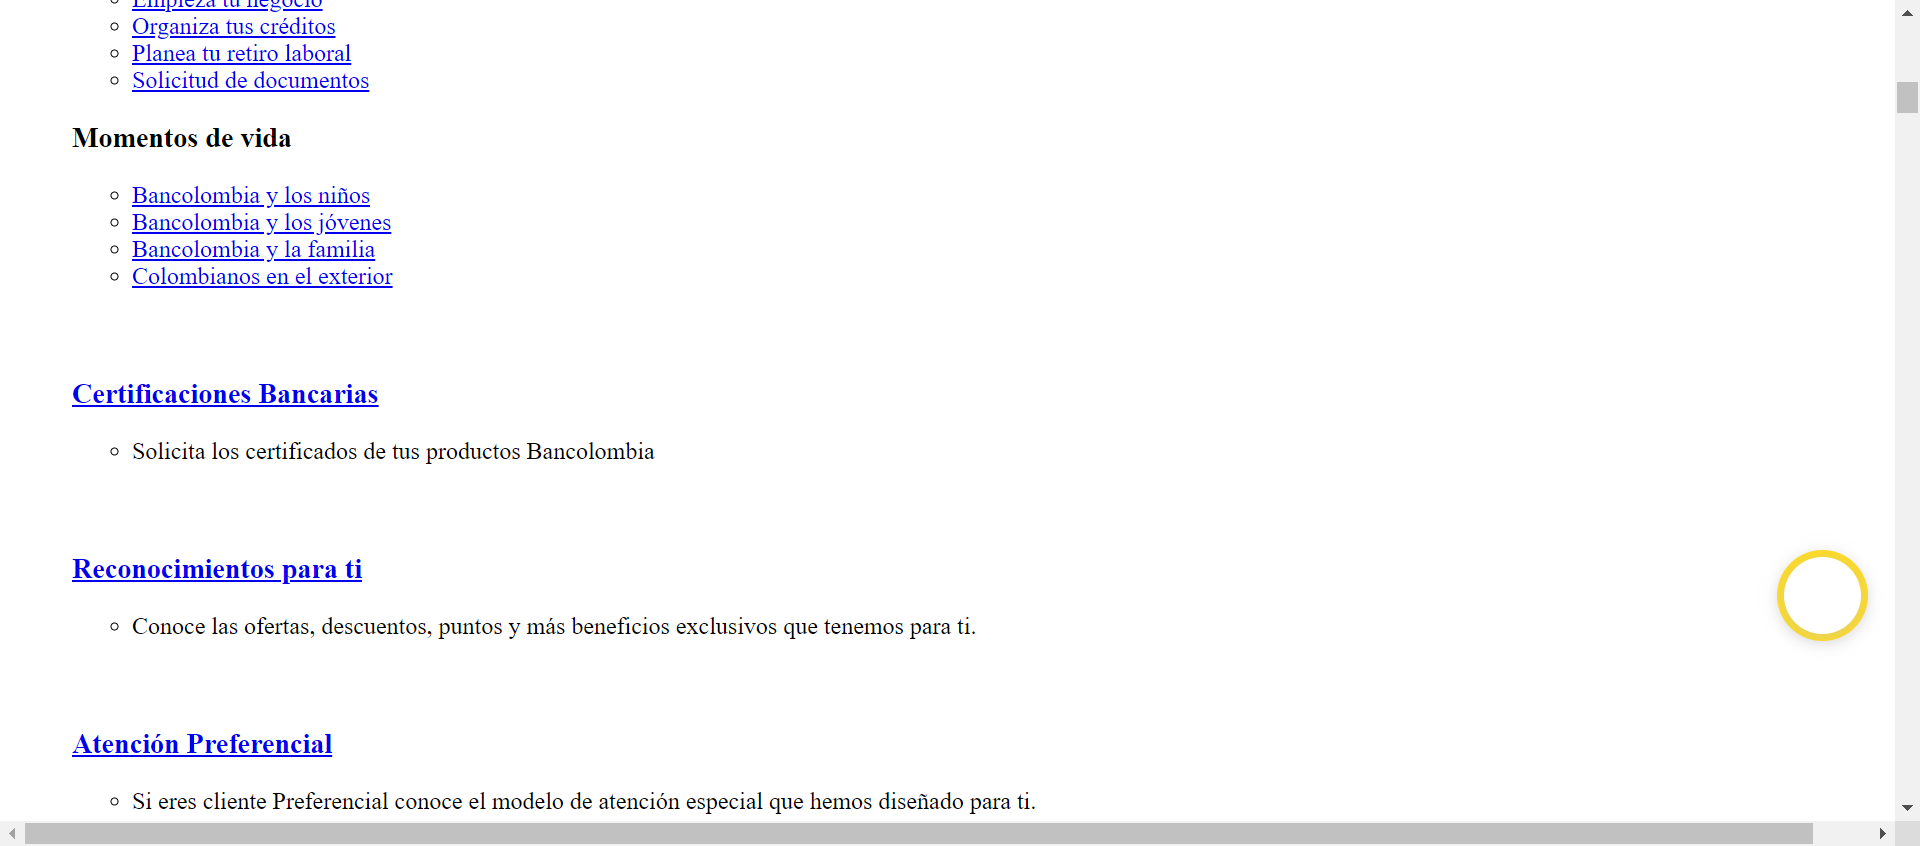 Empieza tu negocio
Organiza tus créditos
Planea tu retiro laboral
Solicitud de documentos
Momentos de vida
Bancolombia y los niños
Bancolombia y los jóvenes
Bancolombia y la familia
Colombianos en el exterior
Certificaciones Bancarias
Solicita los certificados de tus productos Bancolombia
Reconocimientos para ti
Conoce las ofertas, descuentos, puntos y más beneficios exclusivos que tenemos para ti.
Atención Preferencial
Si eres cliente Preferencial conoce el modelo de atención especial que hemos diseñado para ti.